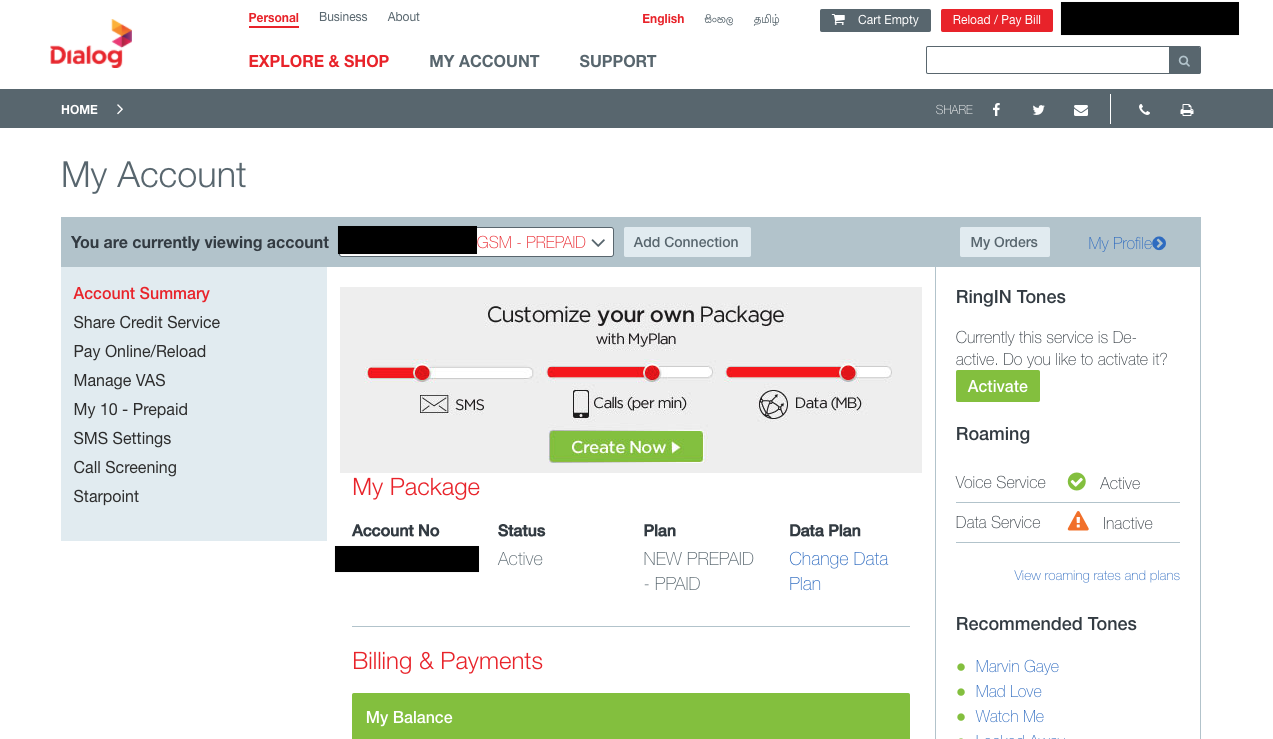 Dialog
Personal Business About
English සිංහල தமிழ்
Cart Empty
Reload / Pay Bill
EXPLORE & SHOP MY ACCOUNT SUPPORT
HOME
SHARE
My Account
You are currently viewing account
GSM - PREPAID
Add Connection
My Orders
My Profile
Account Summary
Share Credit Service
Pay Online/Reload
Manage VAS
My 10 - Prepaid
SMS Settings
Call Screening
Starpoint
Customize your own Package
with MyPlan
SMS
Calls (per min)
Data (MB)
Create Now
My Package
Account No Status Plan Data Plan
Active NEW PREPAID Change Data
- PPAID Plan
Billing & Payments
My Balance
RingIN Tones
Currently this service is De-
active. Do you like to activate it?
Activate
Roaming
Voice Service Active
Data Service Inactive
View roaming rates and plans
Recommended Tones
Marvin Gaye
Mad Love
Watch Me